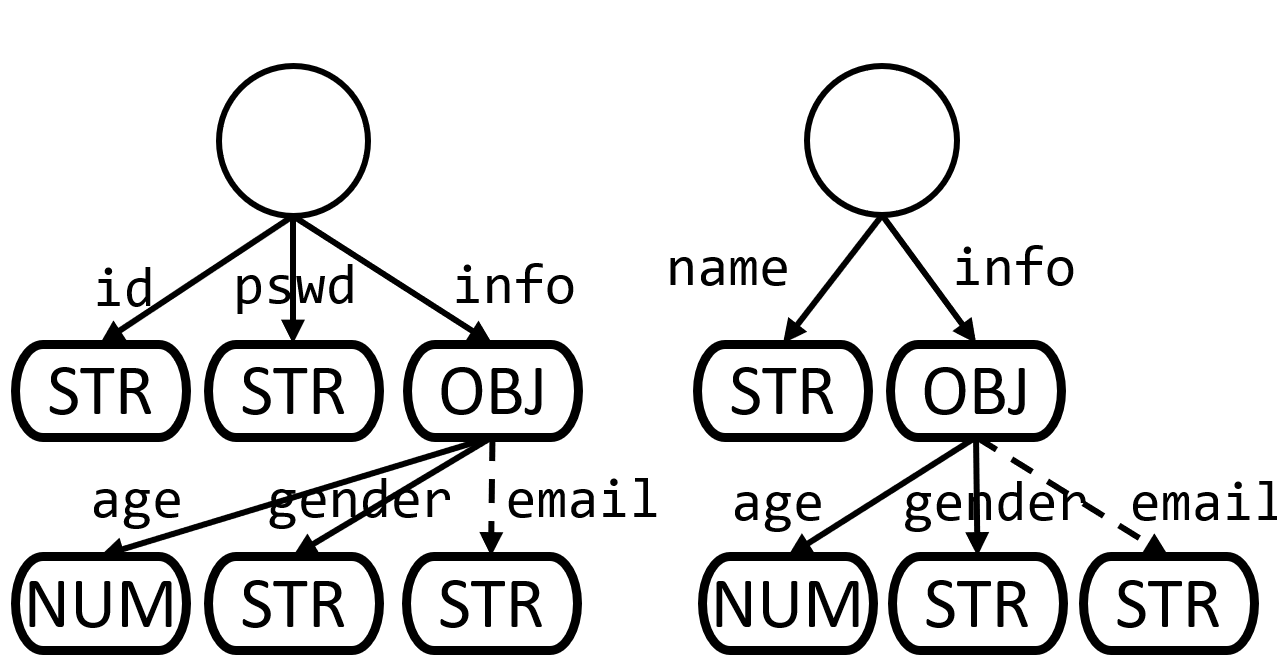 id pswd info
STR STR OBJ
age gender email
NUM STR STR
name info
STR OBJ
age gender email
NUM STR STR